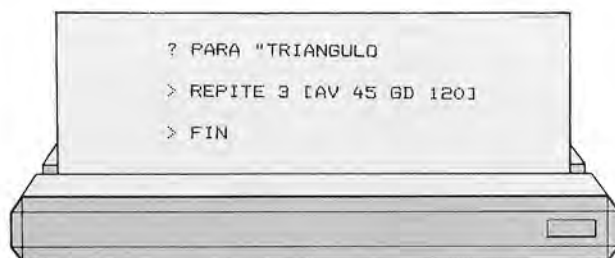 ? PARA "TRIANGULO
> REPITE 3 [AV 45 GD 120]
> FIN